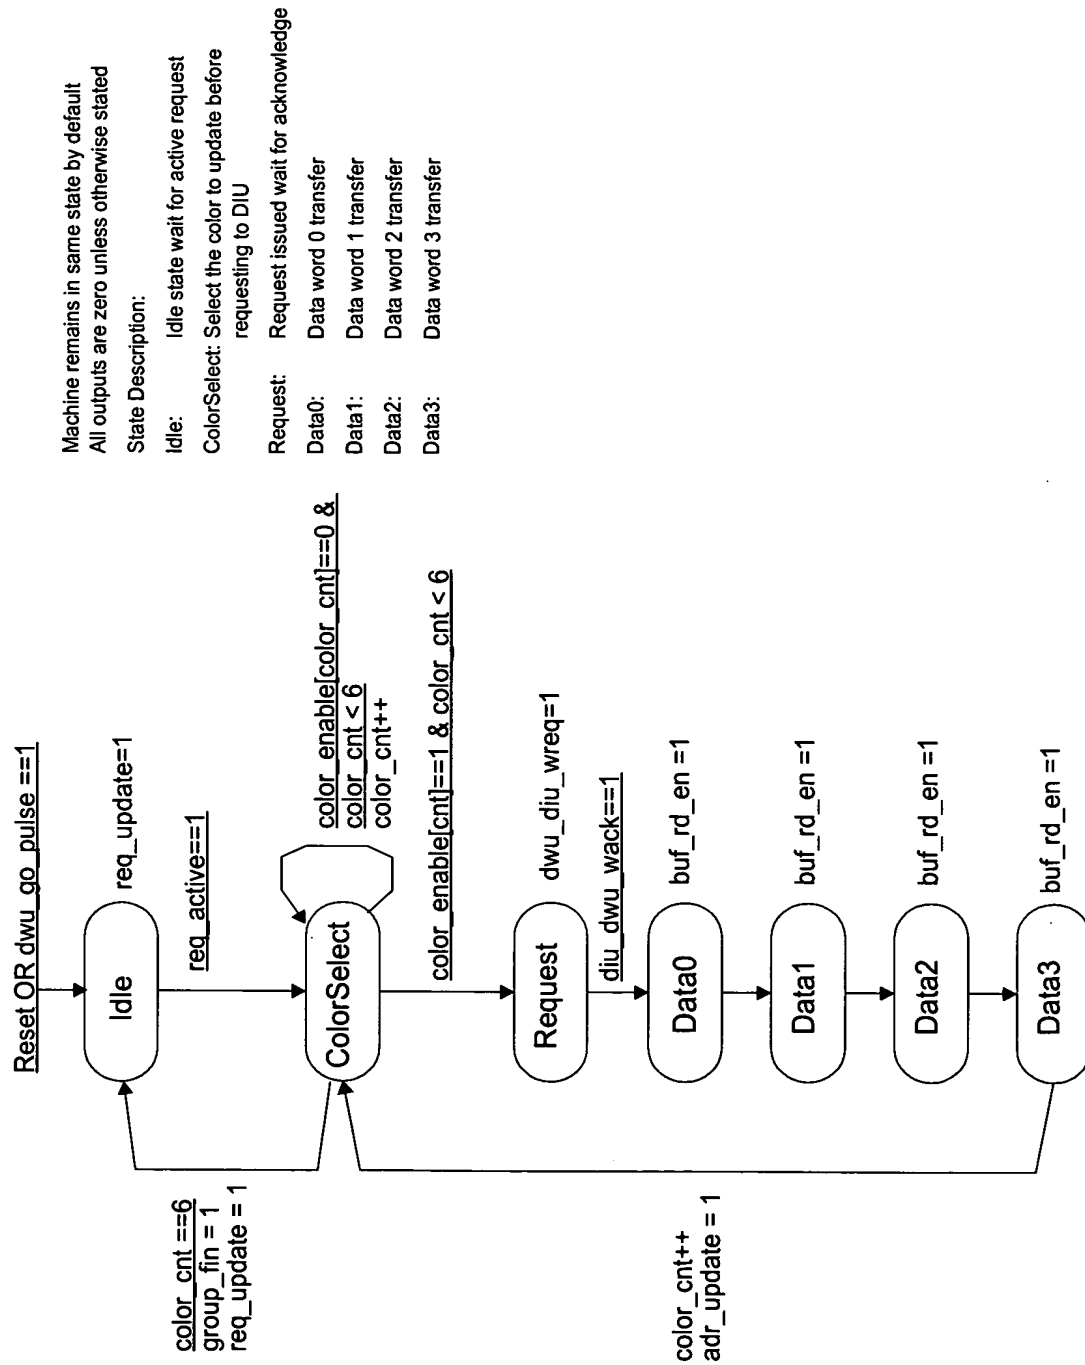 Reset OR dwu_go_pulse ==1
Idle
req_update=1
req_active==1
color_cnt ==6
group_fin = 1
req_update = 1
ColorSelect
color_enable[color_cnt]==0 &
color_cnt < 6
color_cnt++
color_enable[cnt]==1 & color_cnt < 6
Request
dwu_diu_wreq=1
diu_dwu_wack==1
Data0
buf_rd_en =1
Data1
buf_rd_en =1
Data2
buf_rd_en =1
Data3
buf_rd_en =1
color_cnt++
adr_update = 1
Machine remains in same state by default
All outputs are zero unless otherwise stated
State Description:
Idle: Idle state wait for active request
ColorSelect: Select the color to update before
requesting to DIU
Request: Request issued wait for acknowledge
Data0: Data word 0 transfer
Data1: Data word 1 transfer
Data2: Data word 2 transfer
Data3: Data word 3 transfer